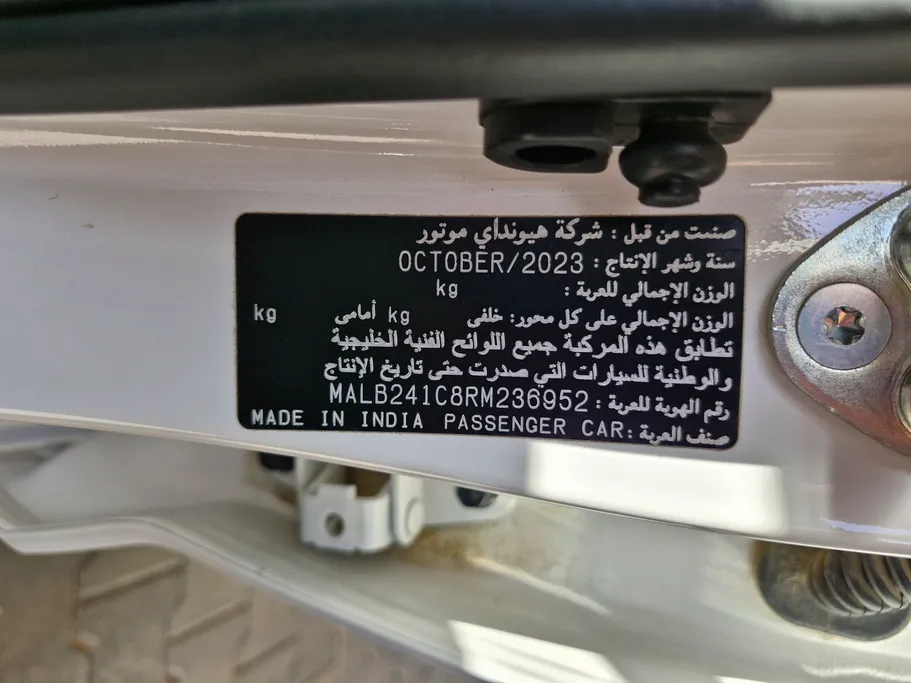 صنعت من قبل : شركة هيونداي موتور
سنة وشهر الإنتاج : OCTOBER/2023
الوزن الإجمالي للعربة : kg
الوزن الإجمالي على كل محور: خلفى kg أمامى kg
تطابق هذه المركبة جميع اللوائح الفنية الخليجية
والوطنية للسيارات التي صدرت حتى تاريخ الإنتاج
رقم الهوية للعربة : MALB241C8RM236952
صنف العربة: PASSENGER CAR MADE IN INDIA